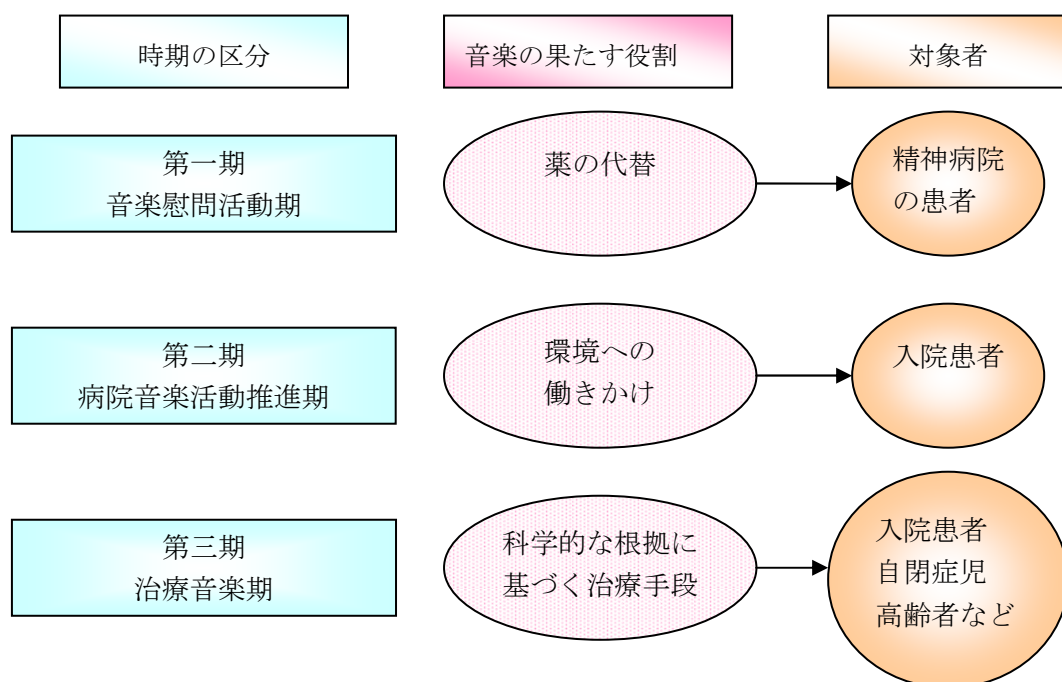 時期の区分
音楽の果たす役割
対象者
第一期
音楽慰問活動期
薬の代替
精神病院
の患者
第二期
病院音楽活動推進期
環境への
働きかけ
入院患者
第三期
治療音楽期
科学的な根拠に
基づく治療手段
入院患者
自閉症児
高齢者など